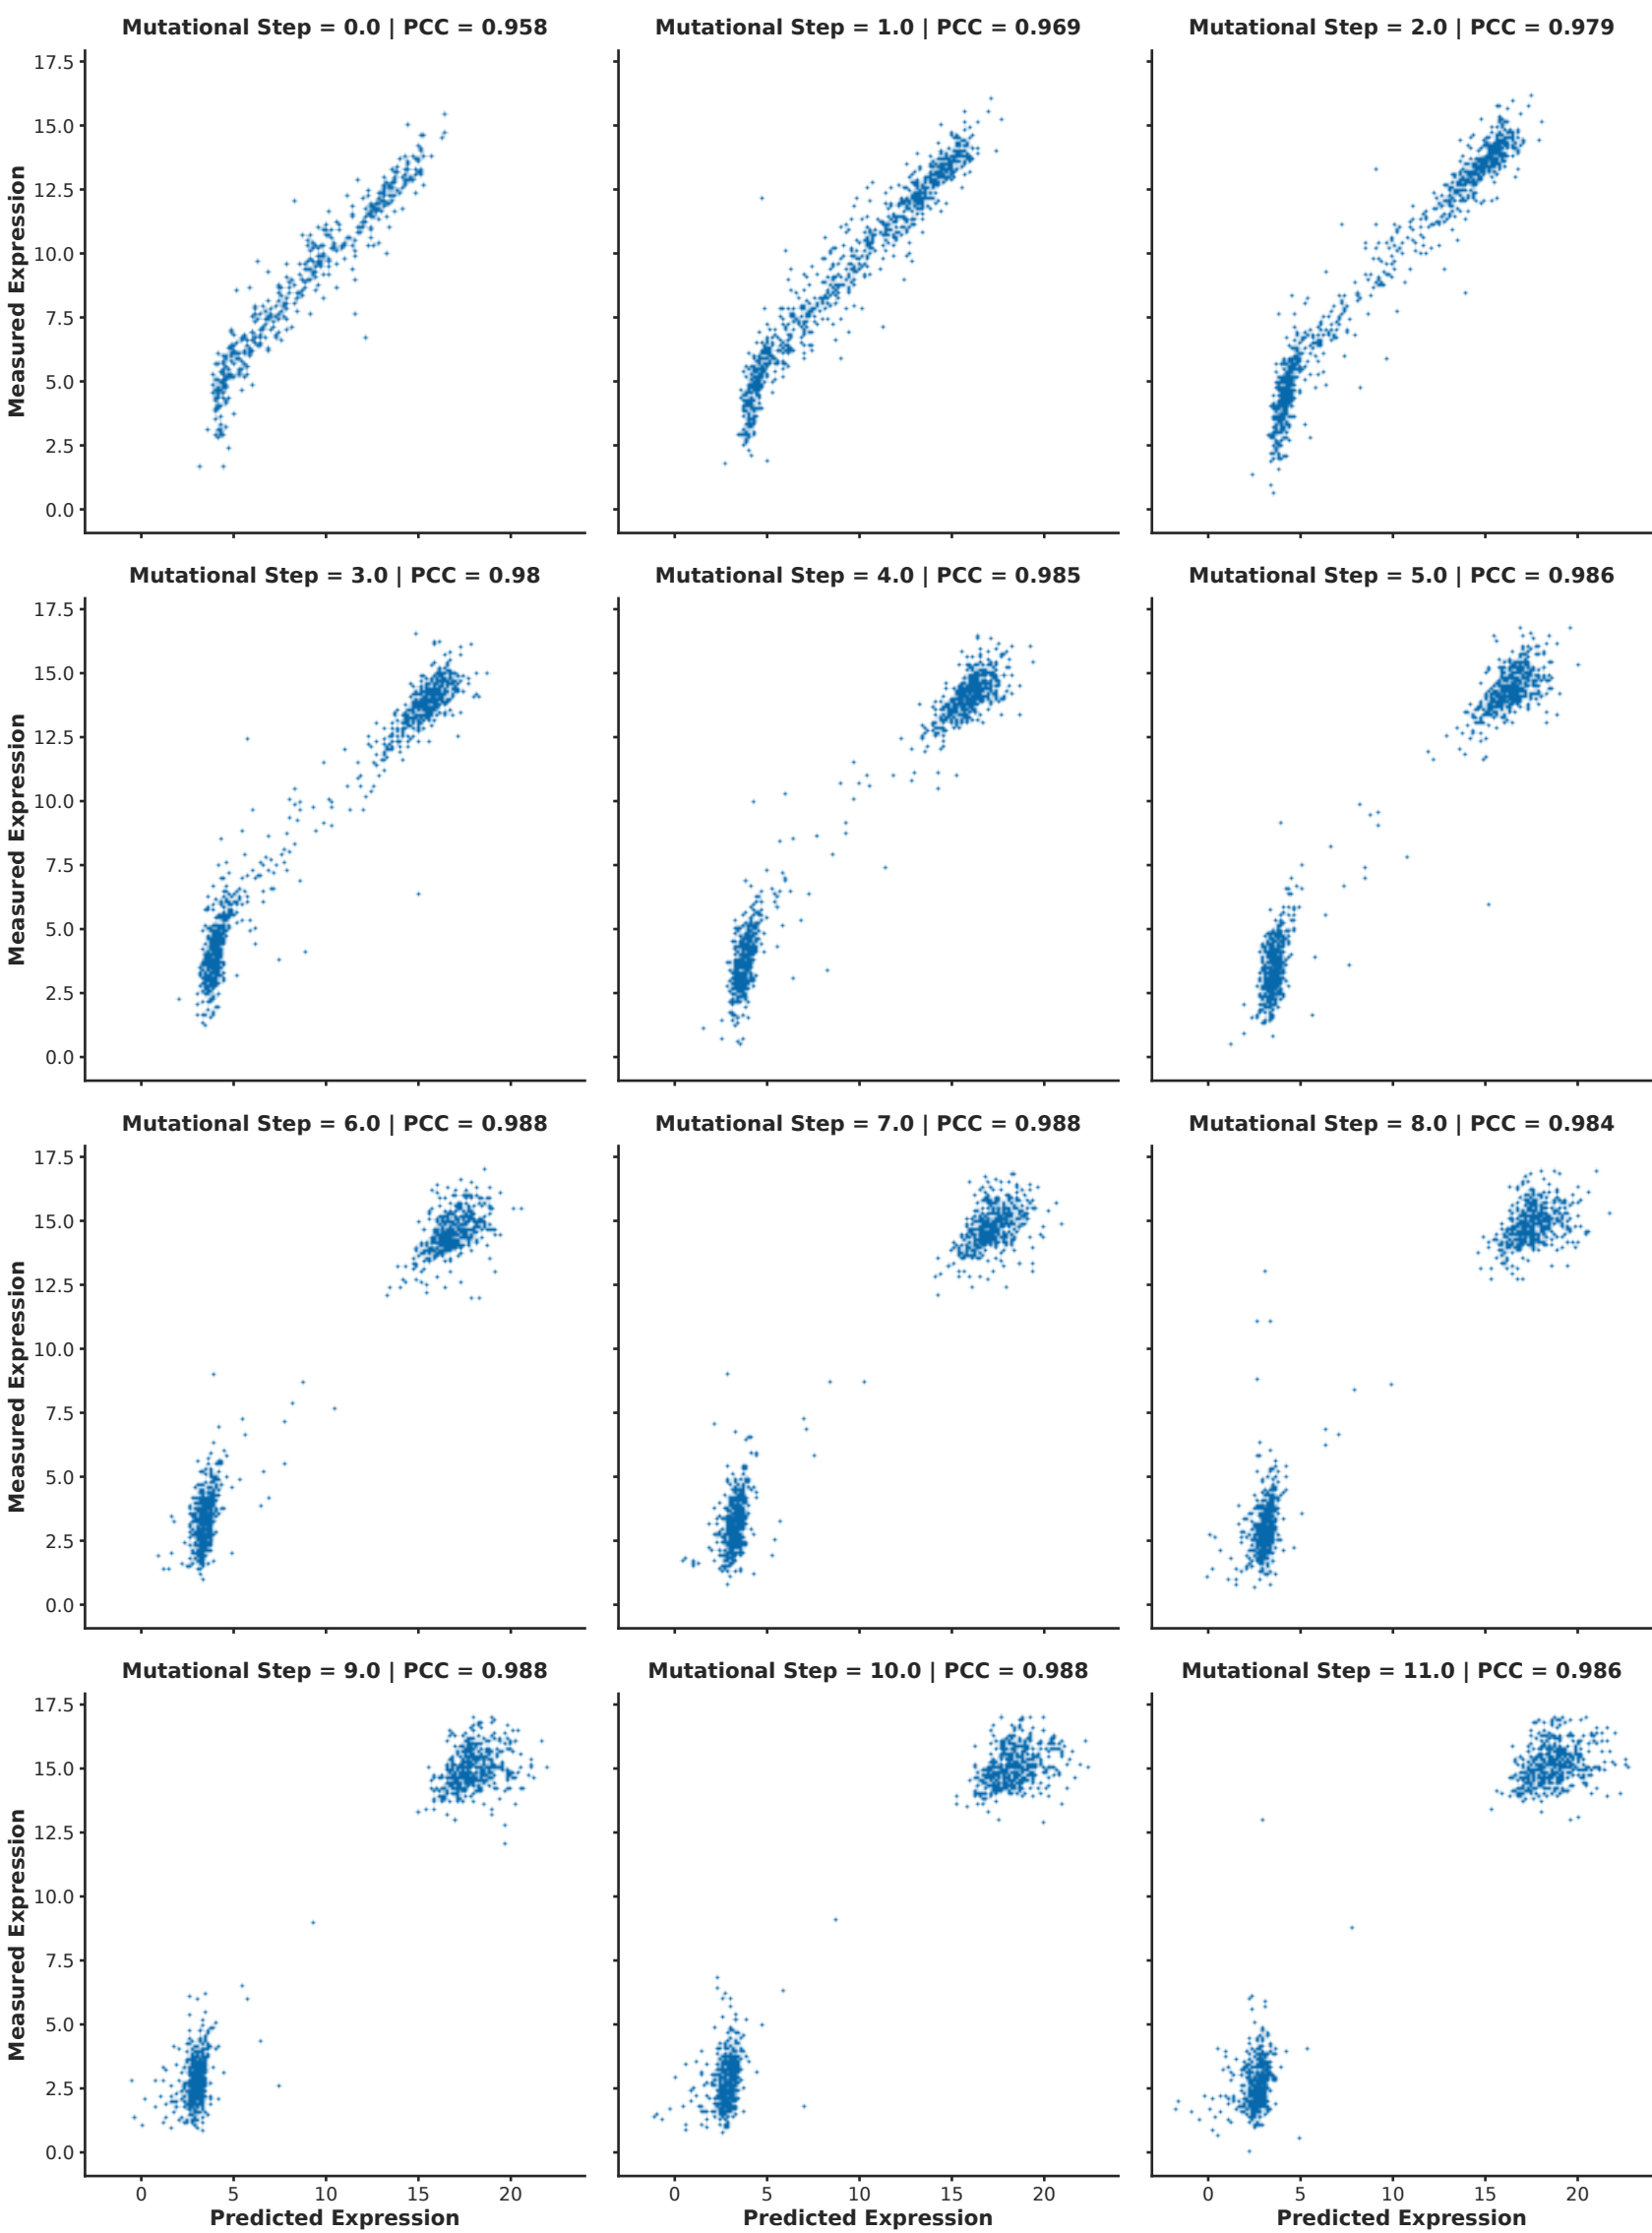 Mutational Step = 0.0 | PCC = 0.958
Mutational Step = 1.0 | PCC = 0.969
Mutational Step = 2.0 | PCC = 0.979
Measured Expression
17.5
15.0
12.5
10.0
7.5
5.0
2.5
0.0
Mutational Step = 3.0 | PCC = 0.98
Mutational Step = 4.0 | PCC = 0.985
Mutational Step = 5.0 | PCC = 0.986
Measured Expression
17.5
15.0
12.5
10.0
7.5
5.0
2.5
0.0
Mutational Step = 6.0 | PCC = 0.988
Mutational Step = 7.0 | PCC = 0.988
Mutational Step = 8.0 | PCC = 0.984
Measured Expression
17.5
15.0
12.5
10.0
7.5
5.0
2.5
0.0
Mutational Step = 9.0 | PCC = 0.988
Mutational Step = 10.0 | PCC = 0.988
Mutational Step = 11.0 | PCC = 0.986
Measured Expression
17.5
15.0
12.5
10.0
7.5
5.0
2.5
0.0
0 5 10 15 20
0 5 10 15 20
0 5 10 15 20
Predicted Expression
Predicted Expression
Predicted Expression